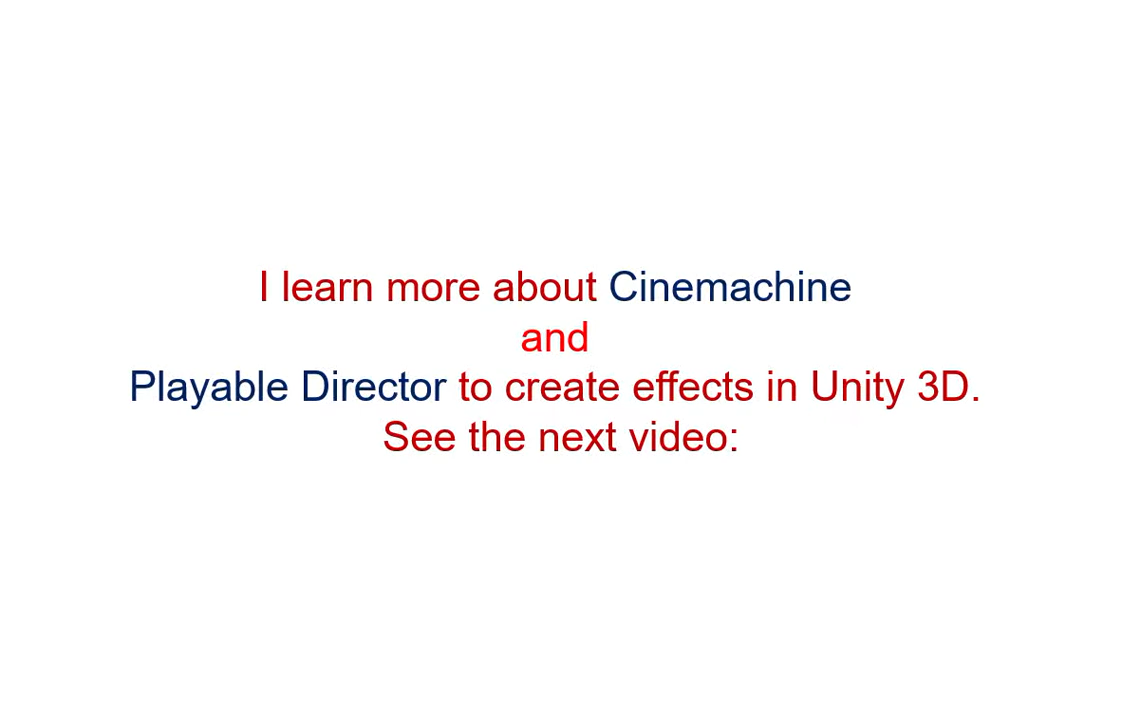 I learn more about Cinemachine
and
Playable Director to create effects in Unity 3D.
See the next video: